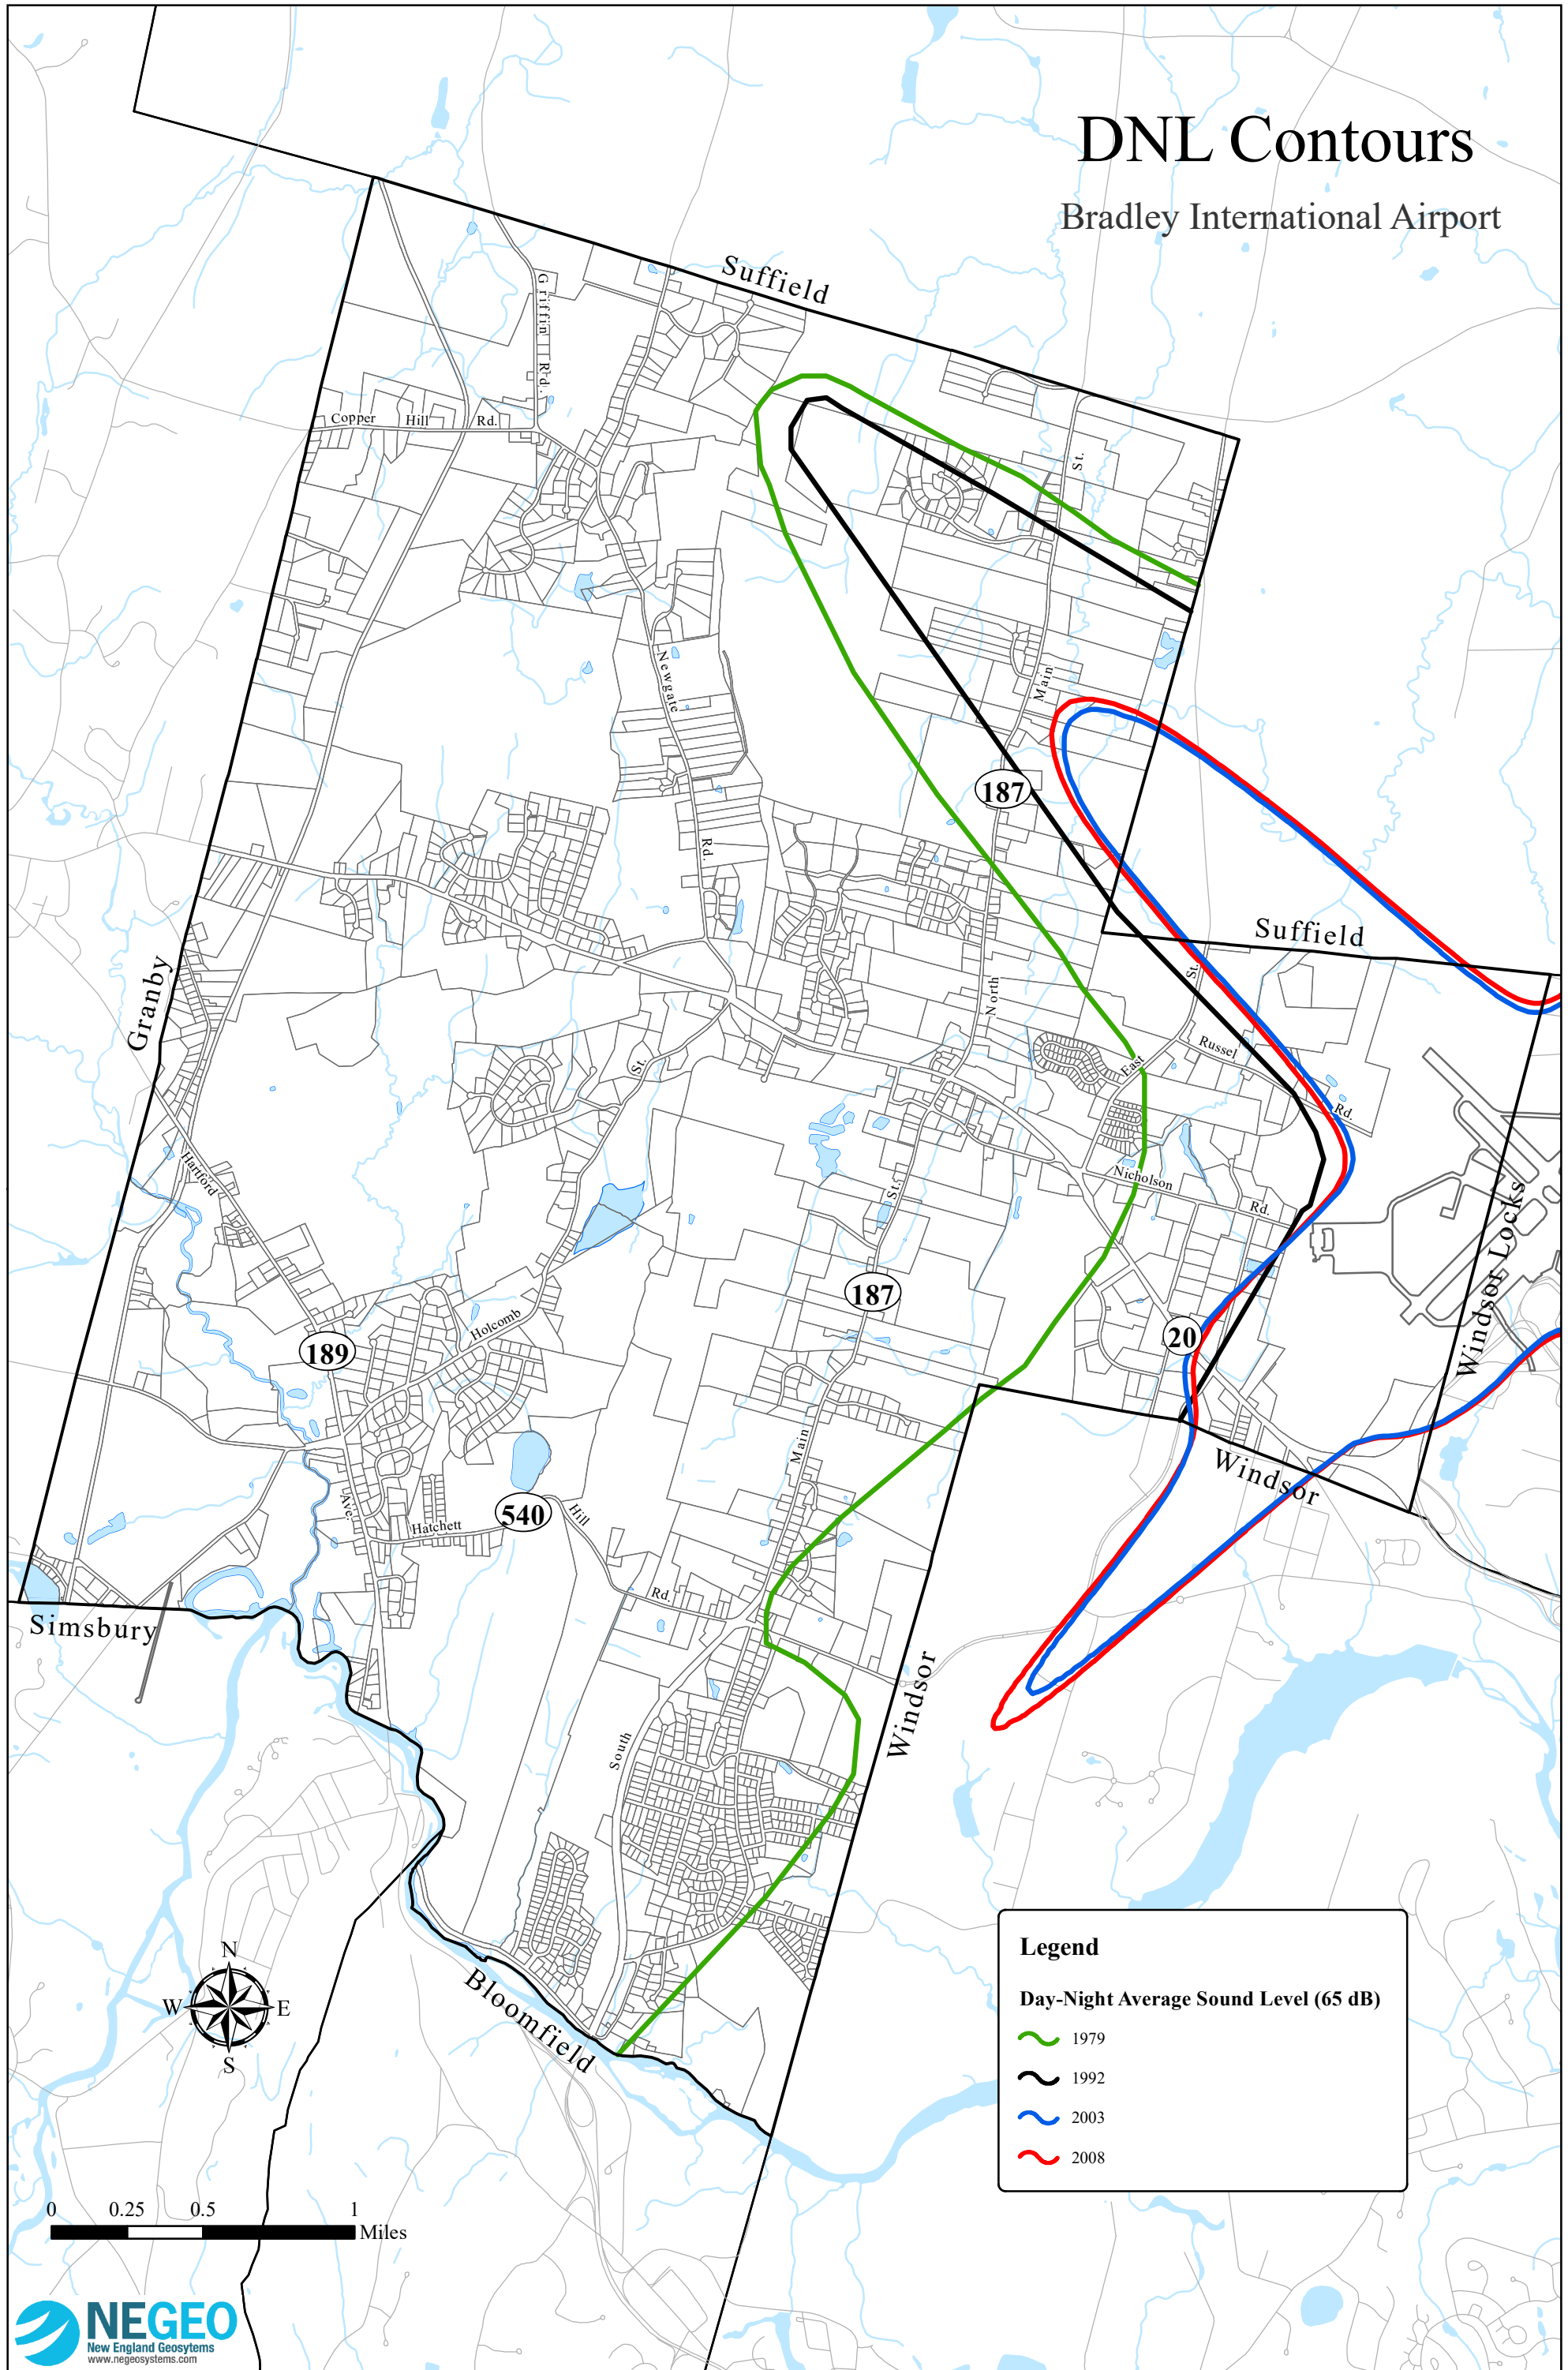 DNL Contours
Bradley International Airport
Suffield
Griffin Rd.
Copper Hill Rd.
St.
Newgate
Main
187
Rd.
Suffield
St.
Granby
North
Russel
East
Rd.
St.
Hartford
Nicholson
Rd.
St.
Windsor Locks
187
Holcomb
20
189
Main
Windsor
Ave.
540
Hatchett
Hill
Rd.
Simsbury
Windsor
South
Bloomfield
N
W
E
S
Legend
Day-Night Average Sound Level (65 dB)
1979
1992
2003
2008
0 0.25 0.5 1
Miles
NEGEO
New England Geosytems
www.negeosystems.com